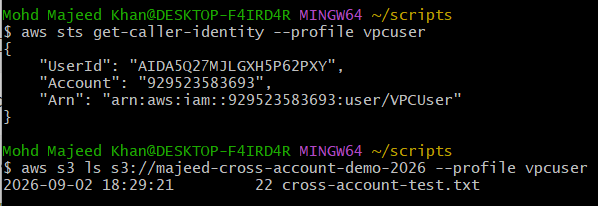 Mohd Majeed Khan@DESKTOP-F4IRD4R MINGW64 ~/scripts
$ aws sts get-caller-identity --profile vpcuser
{
    "UserId": "AIDA5Q27MJLGXH5P62PXY",
    "Account": "929523583693",
    "Arn": "arn:aws:iam::929523583693:user/VPCUser"
}
Mohd Majeed Khan@DESKTOP-F4IRD4R MINGW64 ~/scripts
$ aws s3 ls s3://majeed-cross-account-demo-2026 --profile vpcuser
2026-09-02 18:29:21         22 cross-account-test.txt